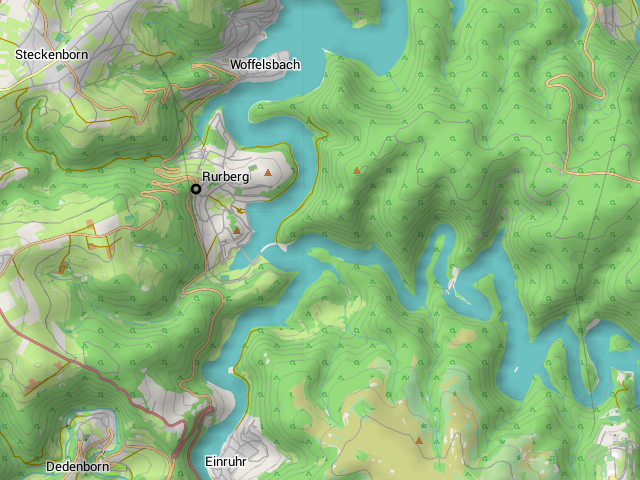 Steckenborn
Woffelsbach
Rurberg
Dedenborn
Einruhr